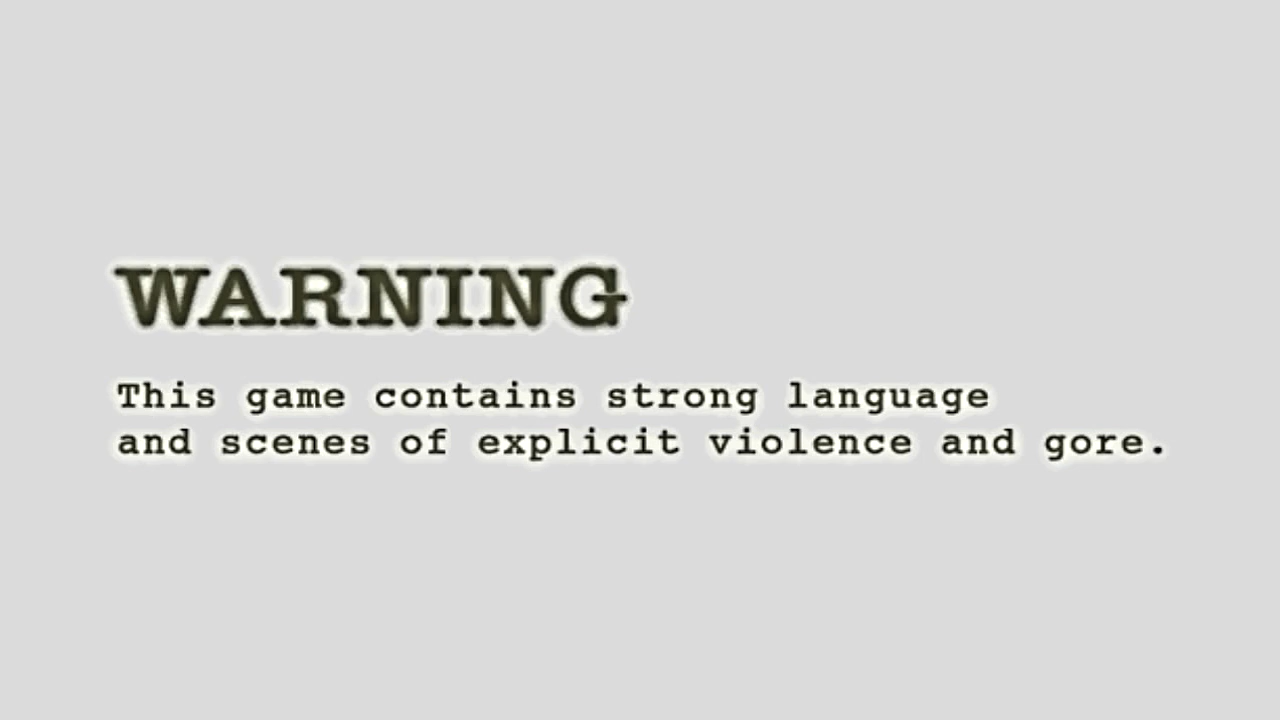 WARNING
This game contains strong language
and scenes of explicit violence and gore.